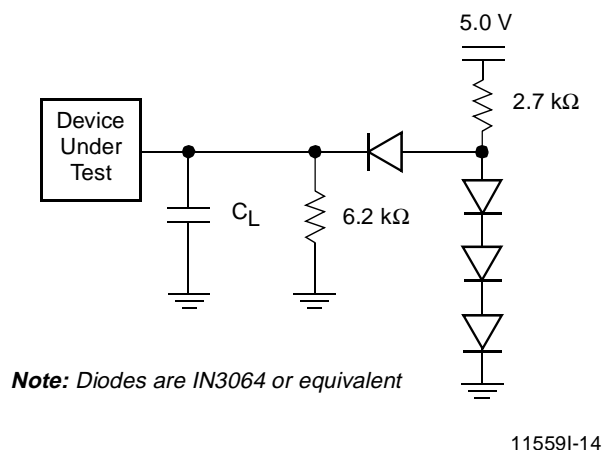 5.0 V
2.7 kΩ
Device
Under
Test
CL
6.2 kΩ
Note: Diodes are IN3064 or equivalent
11559I-14